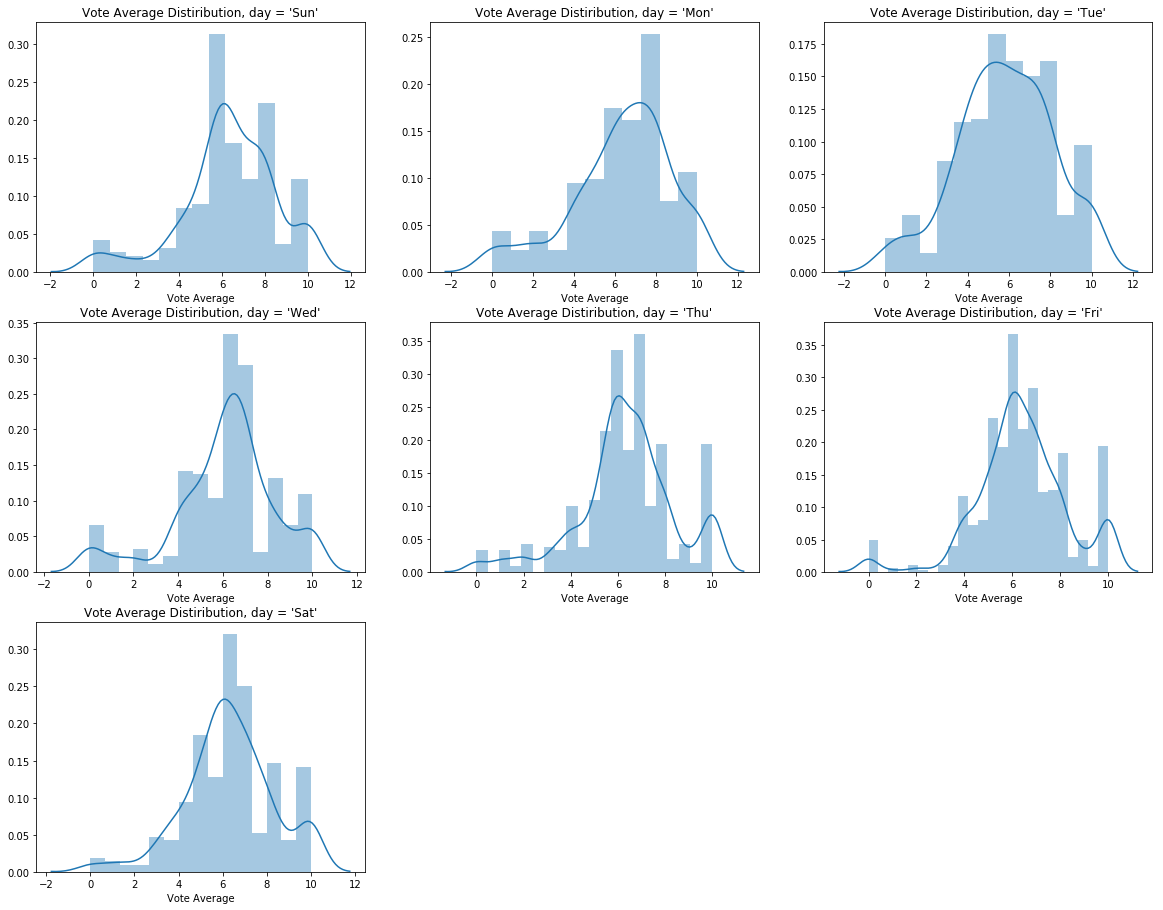 Vote Average Distiribution, day = 'Sun'
0.30
0.25
0.20
0.15
0.10
0.05
0.00
−2 0 2 4 6 8 10 12
Vote Average
Vote Average Distiribution, day = 'Mon'
0.25
0.20
0.15
0.10
0.05
0.00
−2 0 2 4 6 8 10 12
Vote Average
Vote Average Distiribution, day = 'Tue'
0.175
0.150
0.125
0.100
0.075
0.050
0.025
0.000
−2 0 2 4 6 8 10 12
Vote Average
Vote Average Distiribution, day = 'Wed'
0.35
0.30
0.25
0.20
0.15
0.10
0.05
0.00
−2 0 2 4 6 8 10 12
Vote Average
Vote Average Distiribution, day = 'Thu'
0.35
0.30
0.25
0.20
0.15
0.10
0.05
0.00
0 2 4 6 8 10
Vote Average
Vote Average Distiribution, day = 'Fri'
0.35
0.30
0.25
0.20
0.15
0.10
0.05
0.00
0 2 4 6 8 10
Vote Average
Vote Average Distiribution, day = 'Sat'
0.30
0.25
0.20
0.15
0.10
0.05
0.00
−2 0 2 4 6 8 10 12
Vote Average